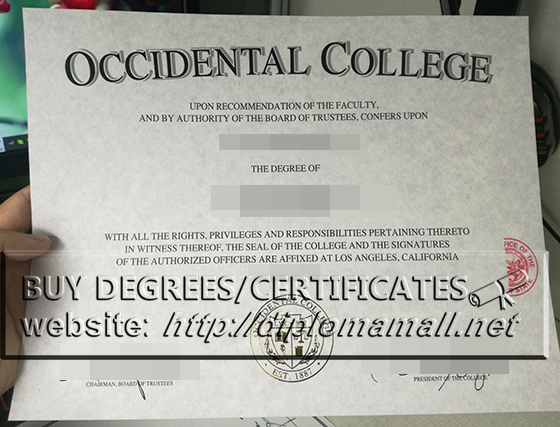 OCCIDENTAL COLLEGE
UPON RECOMMENDATION OF THE FACULTY,
AND BY AUTHORITY OF THE BOARD OF TRUSTEES, CONFERS UPON
THE DEGREE OF
WITH ALL THE RIGHTS, PRIVILEGES AND RESPONSIBILITIES PERTAINING THERETO
IN WITNESS THEREOF, THE SEAL OF THE COLLEGE AND THE SIGNATURES
OF THE AUTHORIZED OFFICERS ARE AFFIXED AT LOS ANGELES, CALIFORNIA
BUY DEGREES/CERTIFICATES
website: http://diplomamall.net
EST. 1887
CHAIRMAN, BOARD OF TRUSTEES
PRESIDENT OF THE COLLEGE